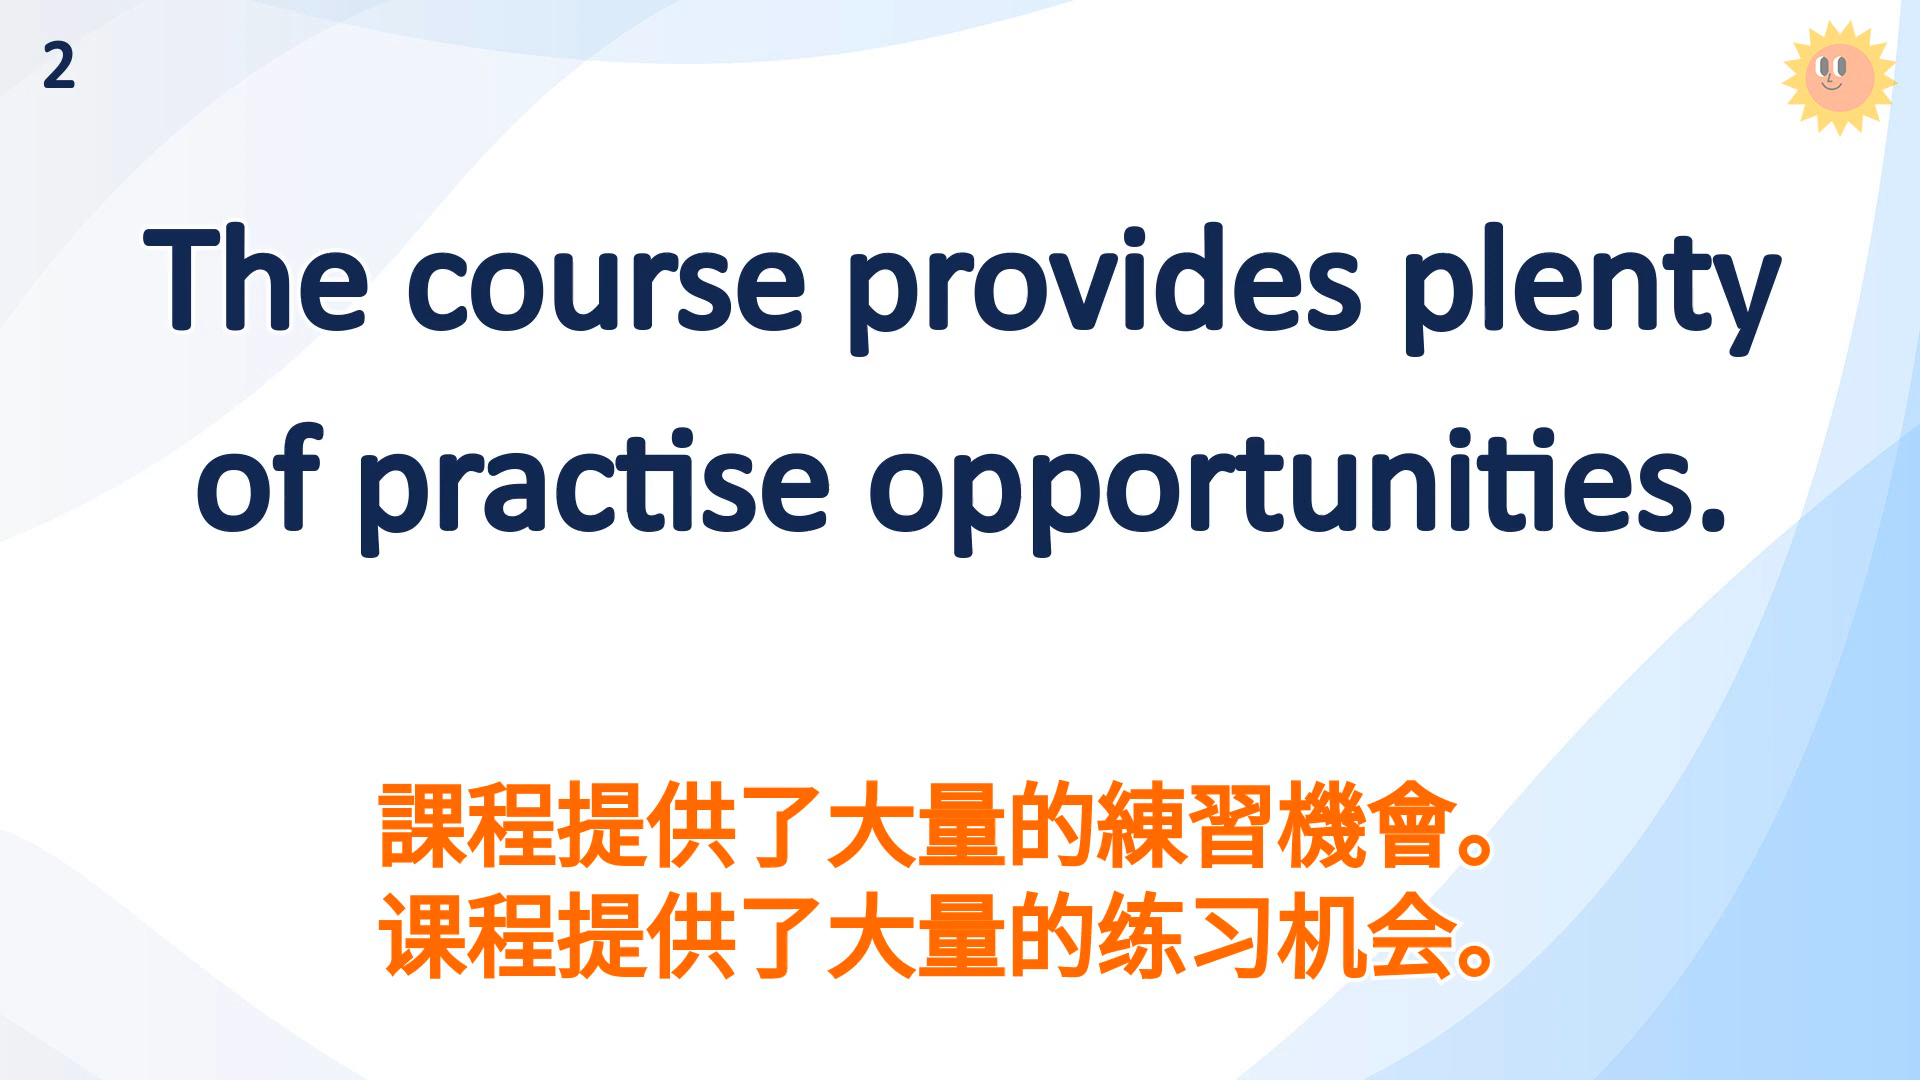 2
The course provides plenty
of practise opportunities.
課程提供了大量的練習機會。
课程提供了大量的练习机会。